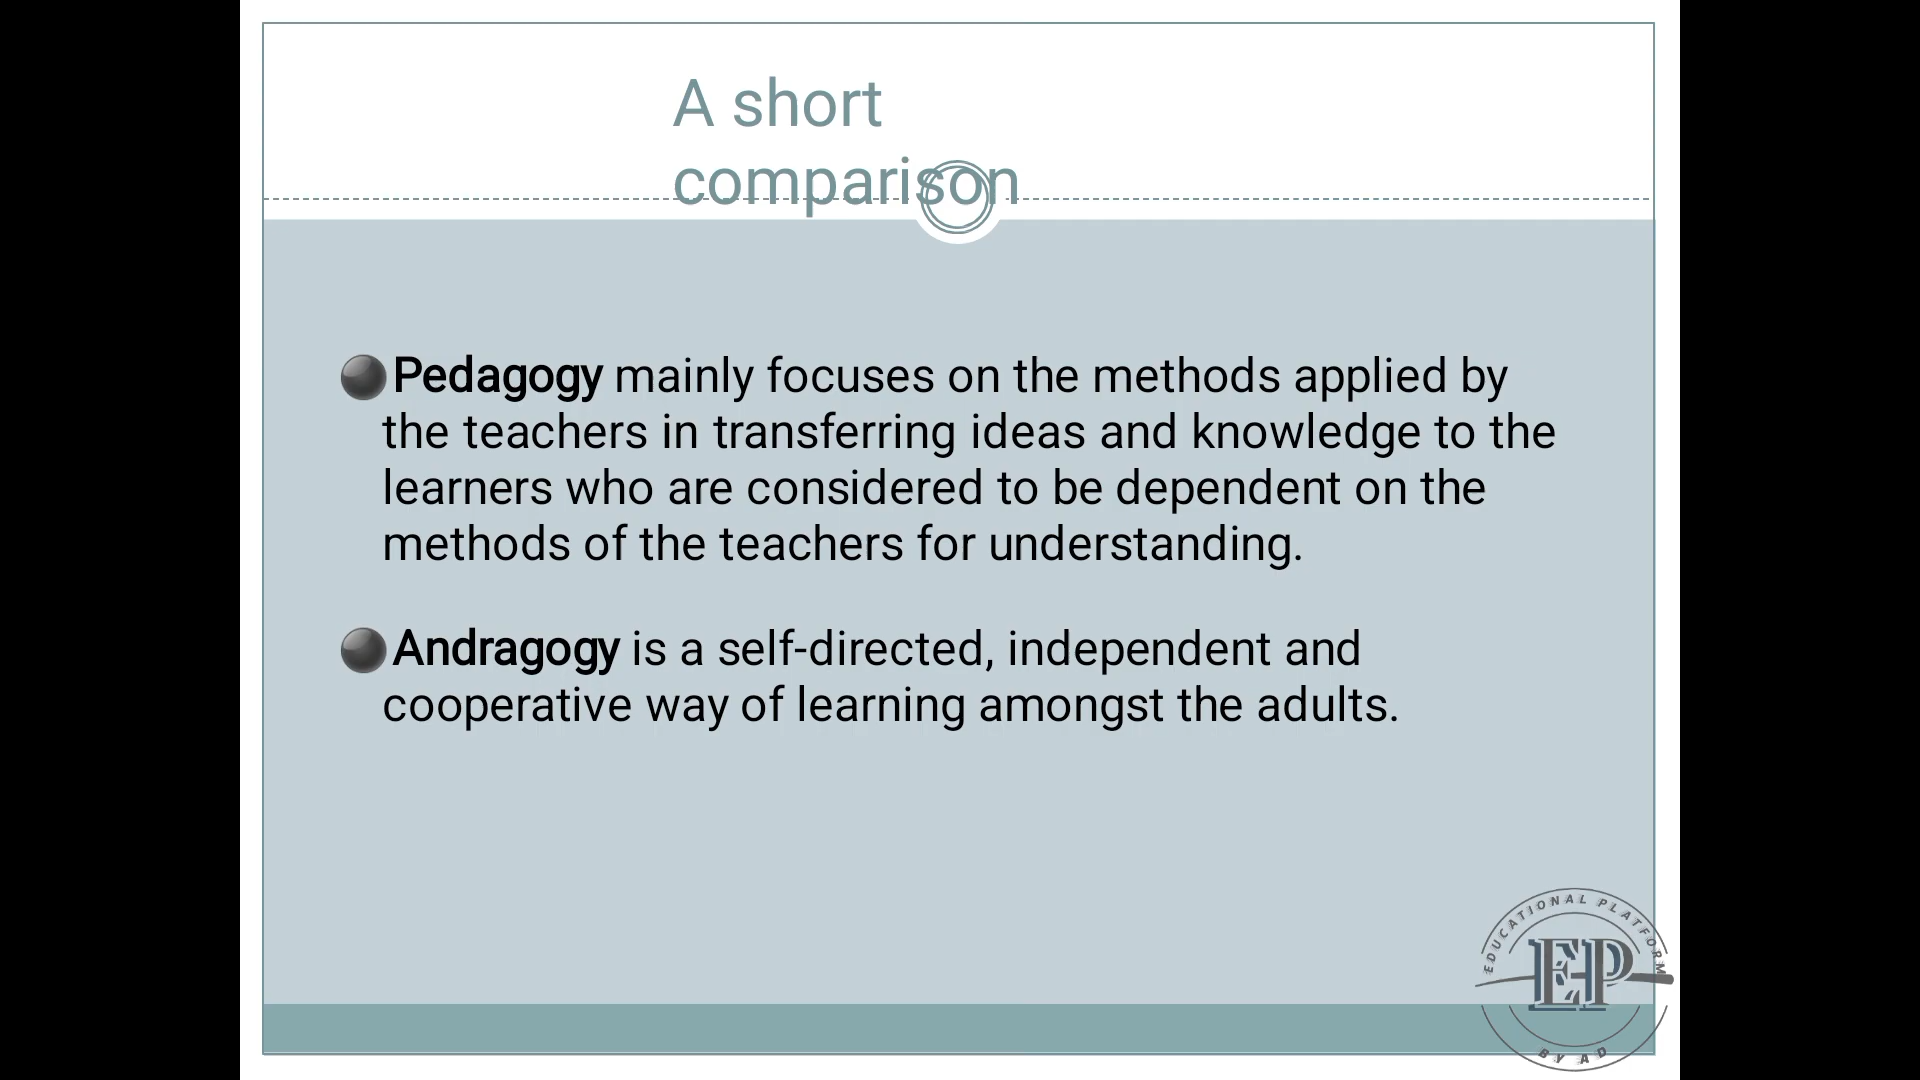 A short
comparison
Pedagogy mainly focuses on the methods applied by
the teachers in transferring ideas and knowledge to the
learners who are considered to be dependent on the
methods of the teachers for understanding.
Andragogy is a self-directed, independent and
cooperative way of learning amongst the adults.
EDUCATIONAL PLATFORM
EP
BY AD